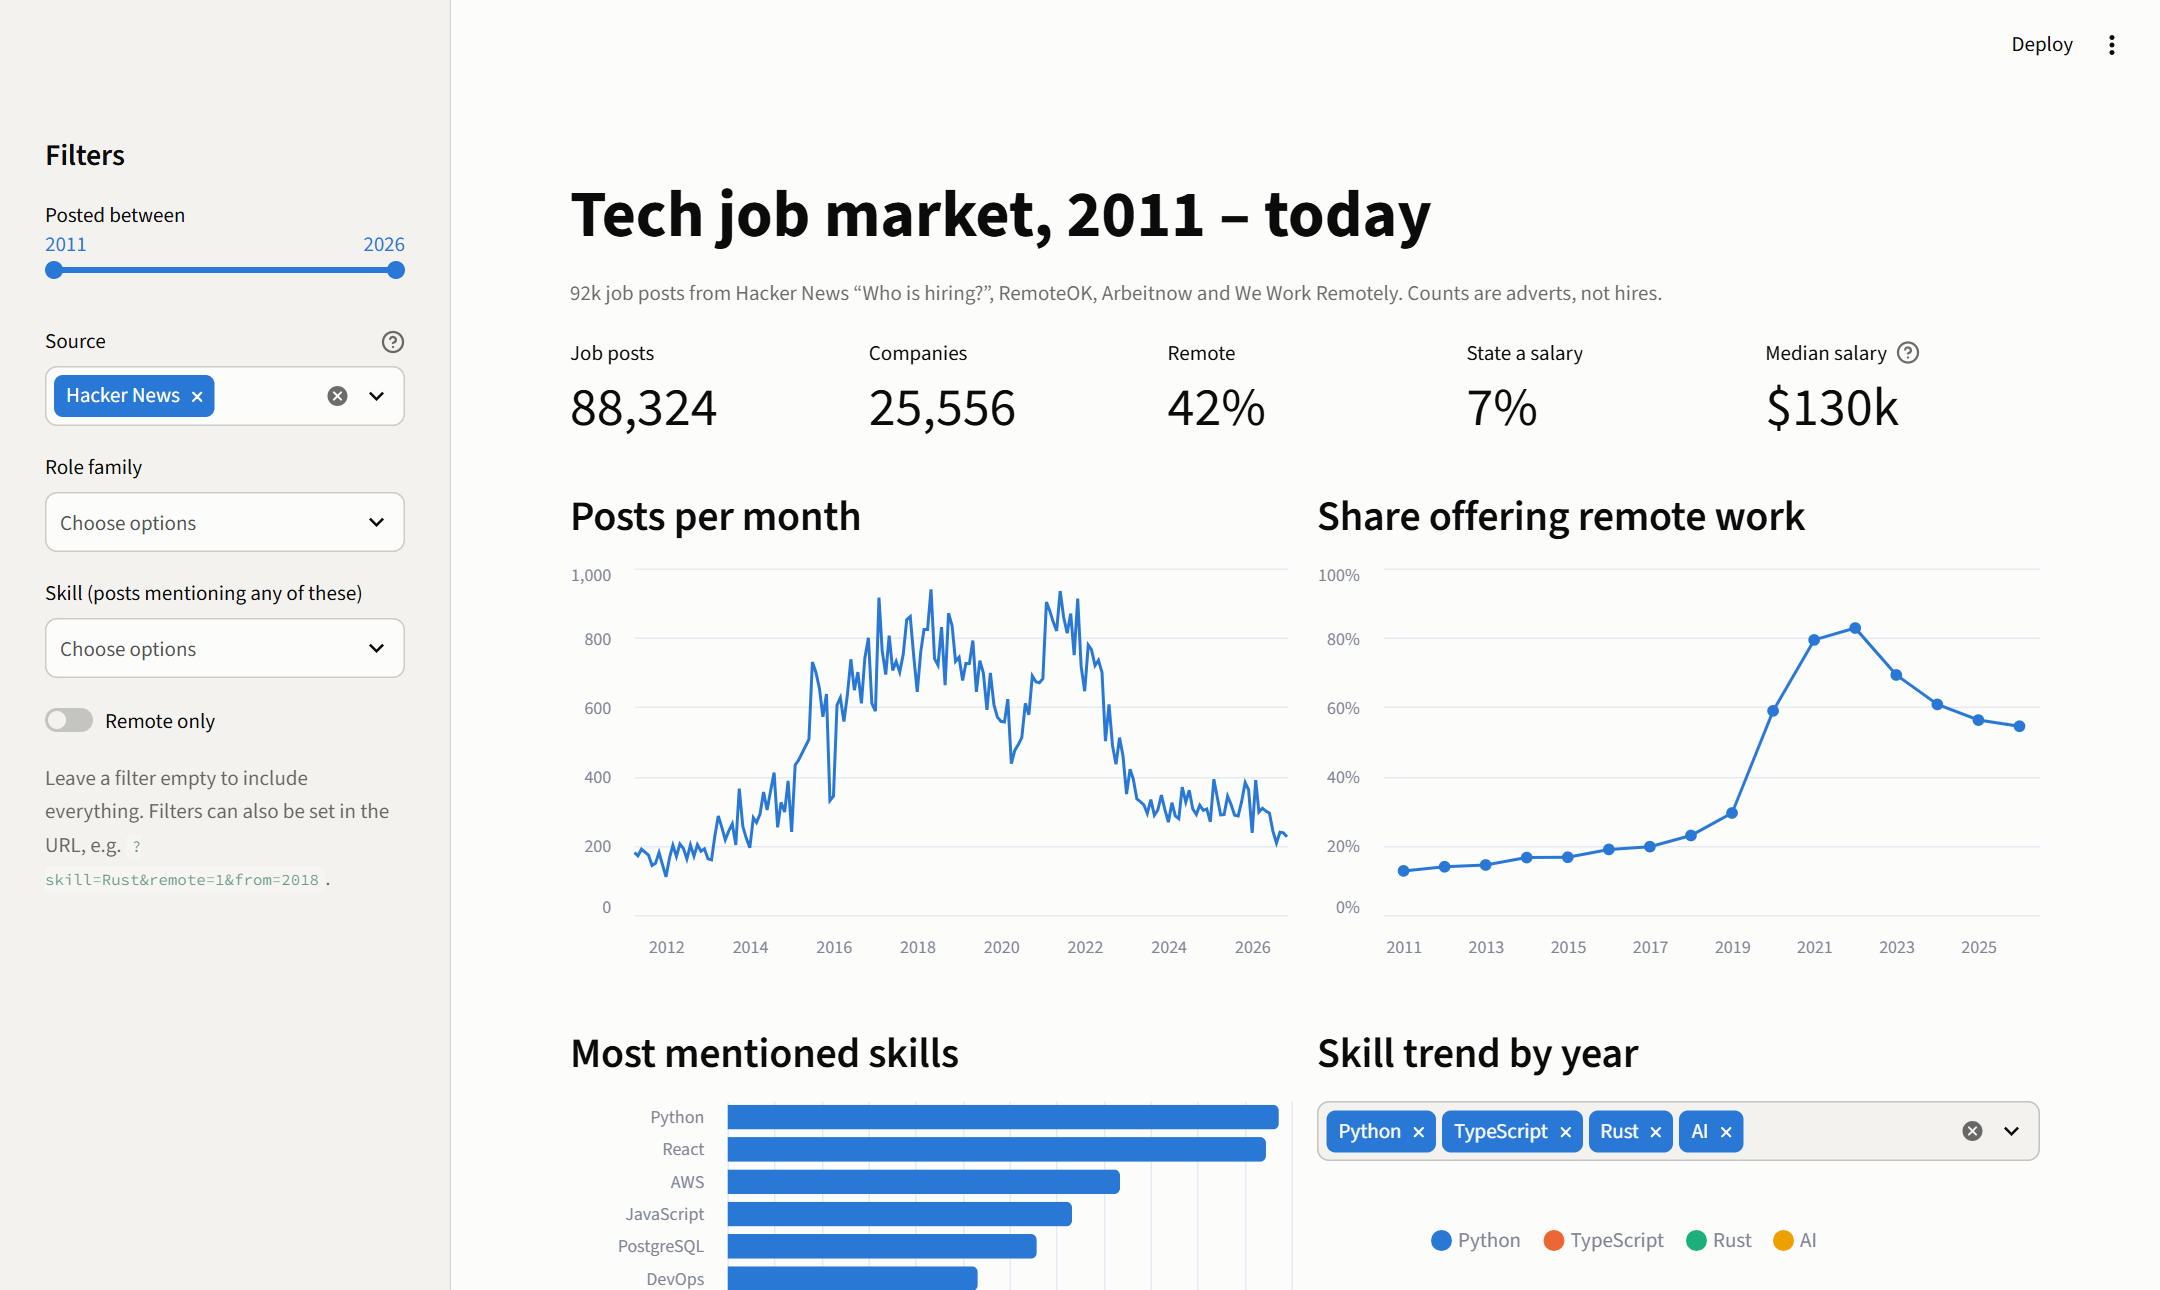 Deploy
Filters
Posted between
2011 2026
Source
Hacker News
Role family
Choose options
Skill (posts mentioning any of these)
Choose options
Remote only
Leave a filter empty to include
everything. Filters can also be set in the
URL, e.g. ?
skill=Rust&remote=1&from=2018 .
Tech job market, 2011 – today
92k job posts from Hacker News “Who is hiring?”, RemoteOK, Arbeitnow and We Work Remotely. Counts are adverts, not hires.
Job posts
88,324
Companies
25,556
Remote
42%
State a salary
7%
Median salary
$130k
Posts per month
1,000
800
600
400
200
0
2012 2014 2016 2018 2020 2022 2024 2026
Share offering remote work
100%
80%
60%
40%
20%
0%
2011 2013 2015 2017 2019 2021 2023 2025
Most mentioned skills
Python
React
AWS
JavaScript
PostgreSQL
DevOps
Skill trend by year
Python TypeScript Rust AI
Python TypeScript Rust AI